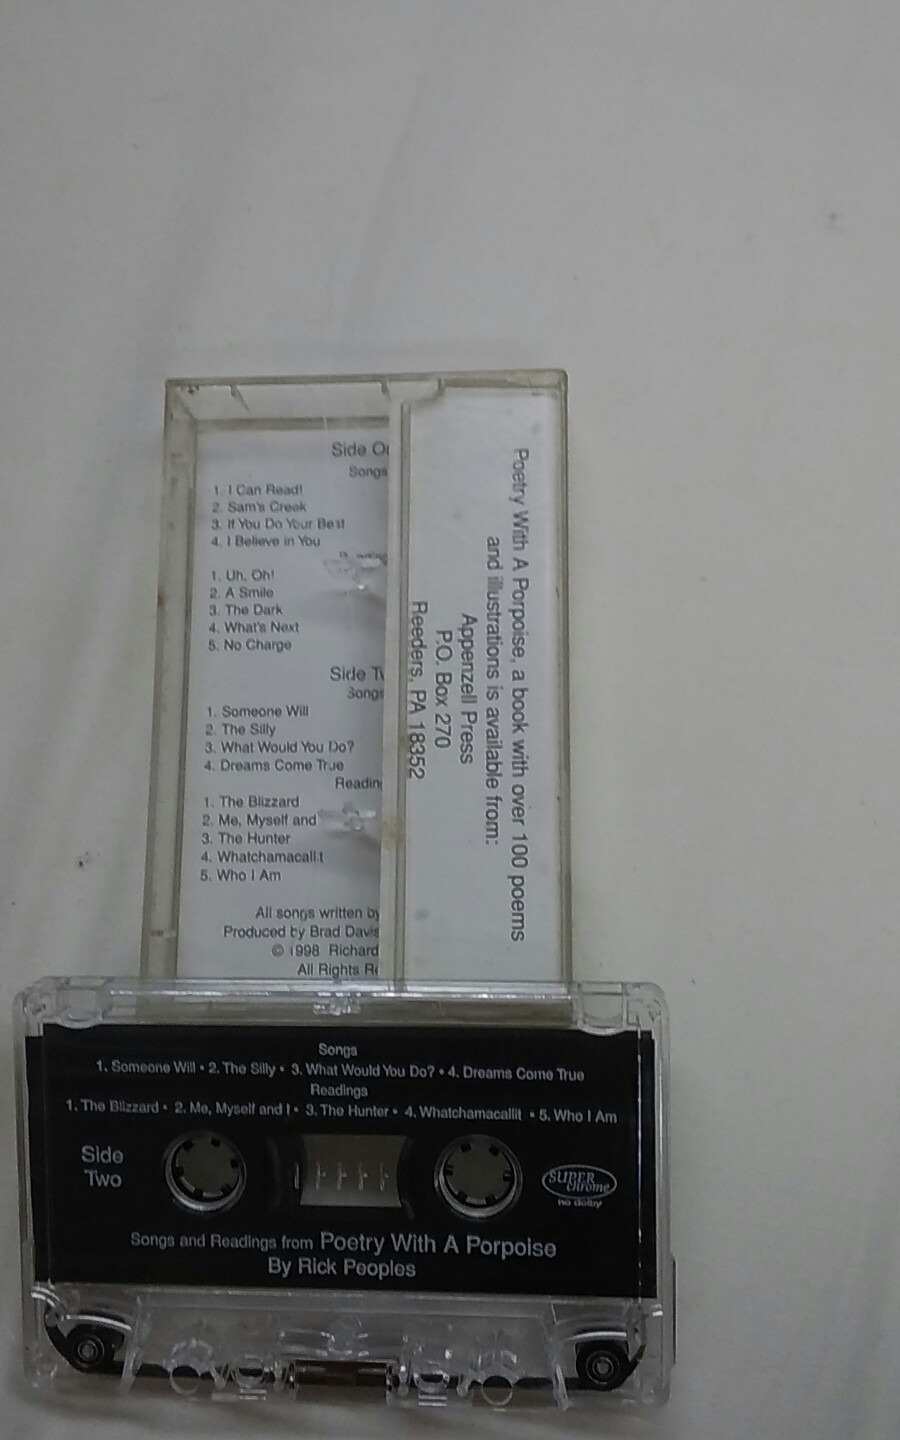 Side
Songs
1. I Can Read!
2. Sam's Creek
3. If You Do Your Best
4. I Believe in You
1. Uh, Oh!
2. A Smile
3. The Dark
4. What's Next
5. No Charge
Side
Songs
1. Someone Will
2. The Silly
3. What Would You Do?
4. Dreams Come True
Readin
1. The Blizzard
2. Me, Myself and
3. The Hunter
4. Whatchamacallit
5. Who I Am
All songs written by
Produced by Brad Davis
© 1998 Richard
All Rights Re
Poetry With A Porpoise, a book with over 100 poems
and illustrations is available from:
Appenzell Press
P.O. Box 270
Reeders, PA 18352
Songs
1. Someone Will • 2. The Silly • 3. What Would You Do? • 4. Dreams Come True
Readings
1. The Blizzard • 2. Me, Myself and I • 3. The Hunter • 4. Whatchamacallit • 5. Who I Am
Side
Two
SUPER
chrome
no dolby
Songs and Readings from Poetry With A Porpoise
By Rick Peoples